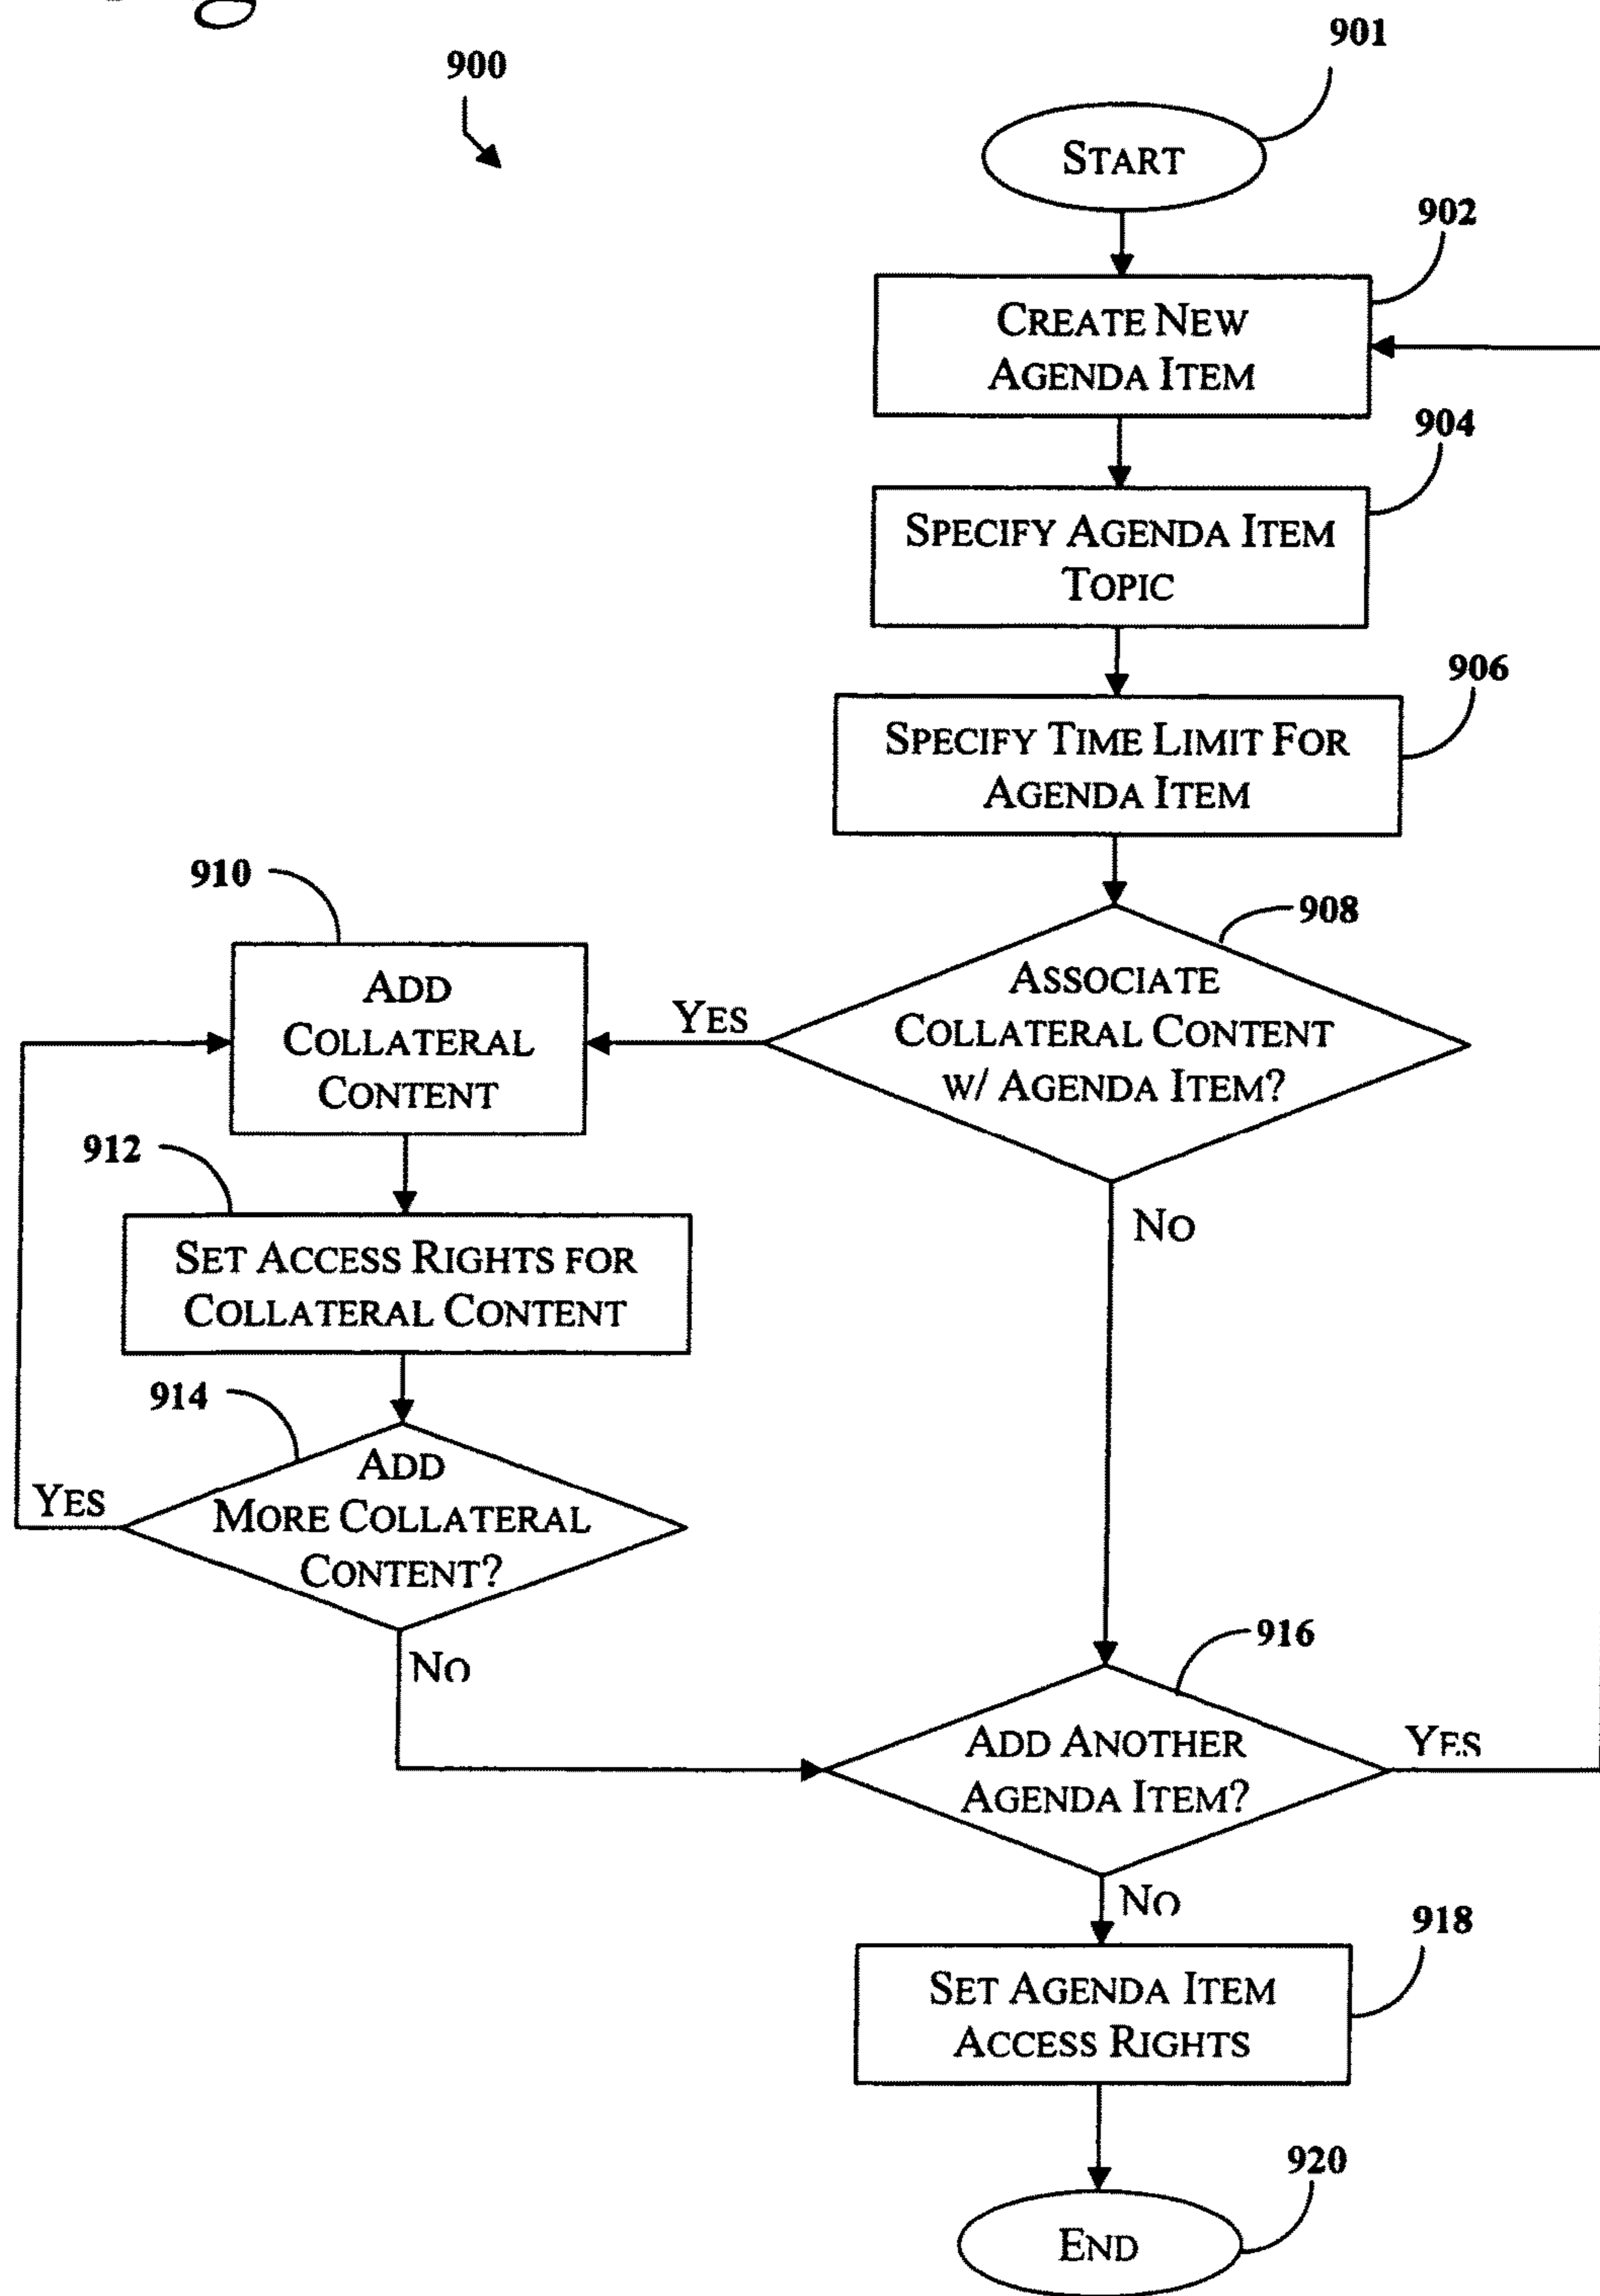 900
901
START
902
CREATE NEW
AGENDA ITEM
904
SPECIFY AGENDA ITEM
TOPIC
906
SPECIFY TIME LIMIT FOR
AGENDA ITEM
908
ASSOCIATE
COLLATERAL CONTENT
W/ AGENDA ITEM?
YES
NO
910
ADD
COLLATERAL
CONTENT
912
SET ACCESS RIGHTS FOR
COLLATERAL CONTENT
914
ADD
MORE COLLATERAL
CONTENT?
YES
NO
916
ADD ANOTHER
AGENDA ITEM?
YES
NO
918
SET AGENDA ITEM
ACCESS RIGHTS
920
END